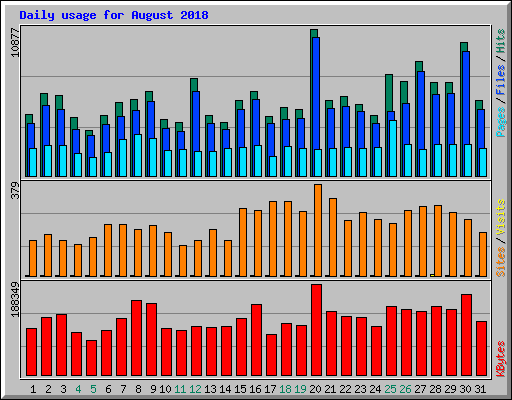 Daily usage for August 2018
10877
Pages / Files / Hits
379
Sites / Visits
188349
KBytes
1 2 3 4 5 6 7 8 9 10 11 12 13 14 15 16 17 18 19 20 21 22 23 24 25 26 27 28 29 30 31